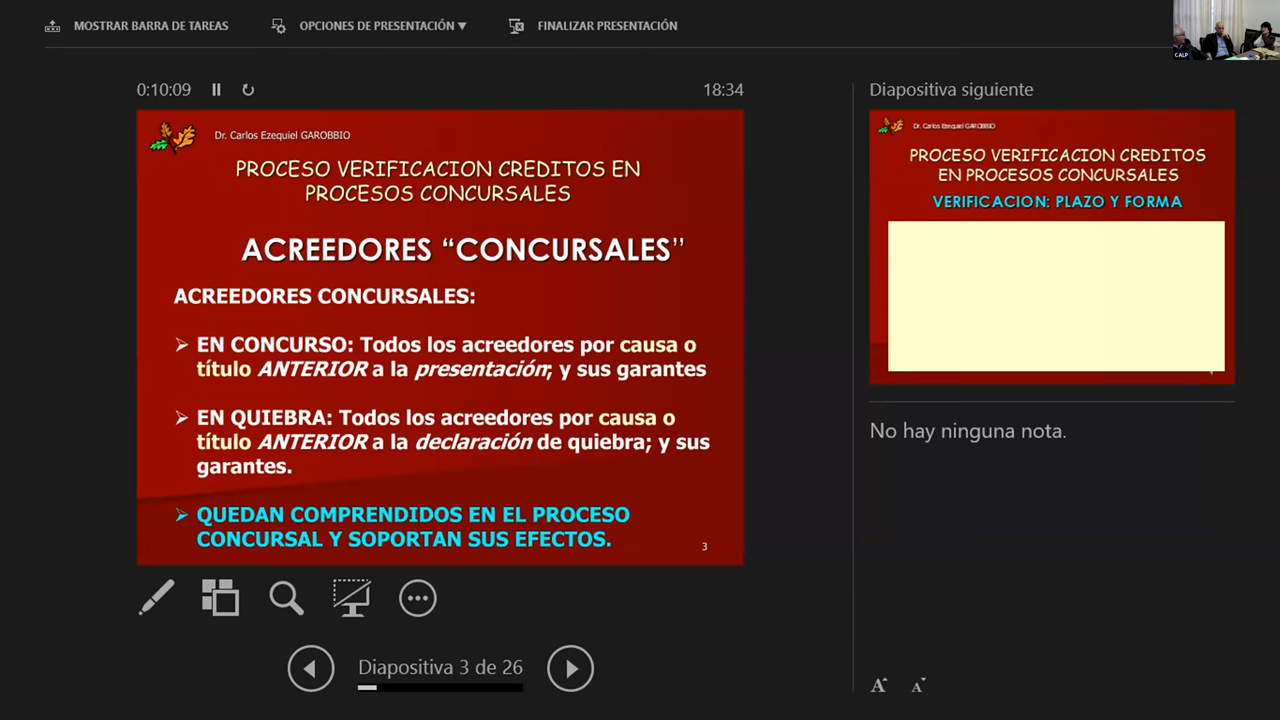 MOSTRAR BARRA DE TAREAS
OPCIONES DE PRESENTACIÓN ▼
FINALIZAR PRESENTACIÓN
CALP
0:10:09
18:34
Dr. Carlos Ezequiel GAROBBIO
PROCESO VERIFICACION CREDITOS EN
PROCESOS CONCURSALES
ACREEDORES “CONCURSALES”
ACREEDORES CONCURSALES:
➢ EN CONCURSO: Todos los acreedores por causa o
título ANTERIOR a la presentación; y sus garantes
➢ EN QUIEBRA: Todos los acreedores por causa o
título ANTERIOR a la declaración de quiebra; y sus
garantes.
➢ QUEDAN COMPRENDIDOS EN EL PROCESO
CONCURSAL Y SOPORTAN SUS EFECTOS.
3
Diapositiva 3 de 26
Diapositiva siguiente
Dr. Carlos Ezequiel GAROBBIO
PROCESO VERIFICACION CREDITOS
EN PROCESOS CONCURSALES
VERIFICACION: PLAZO Y FORMA
No hay ninguna nota.
A A